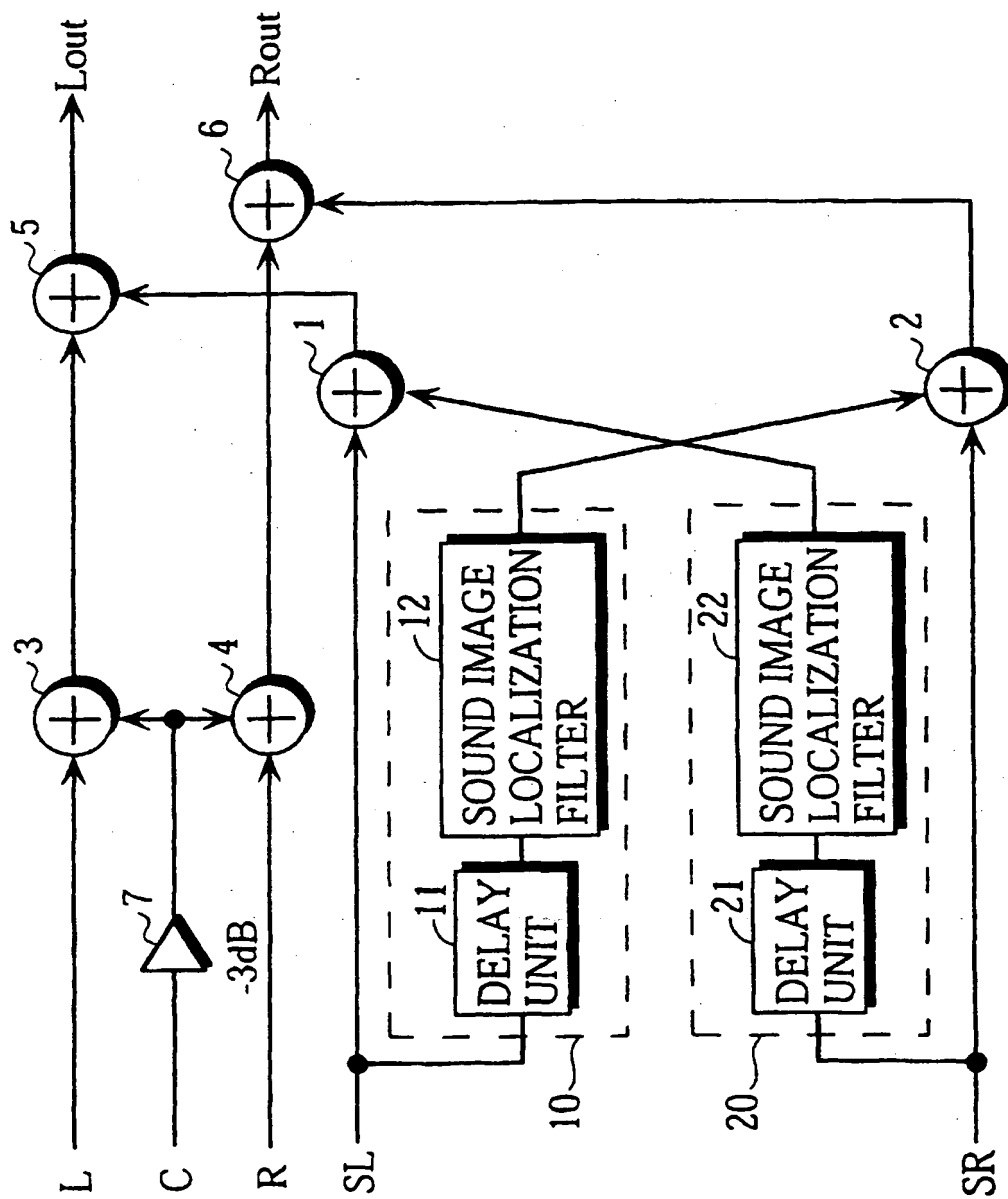 L
C
R
SL
SR
7
-3dB
3
4
5
6
Lout
Rout
1
2
10
11
DELAY
UNIT
12
SOUND IMAGE
LOCALIZATION
FILTER
20
21
DELAY
UNIT
22
SOUND IMAGE
LOCALIZATION
FILTER